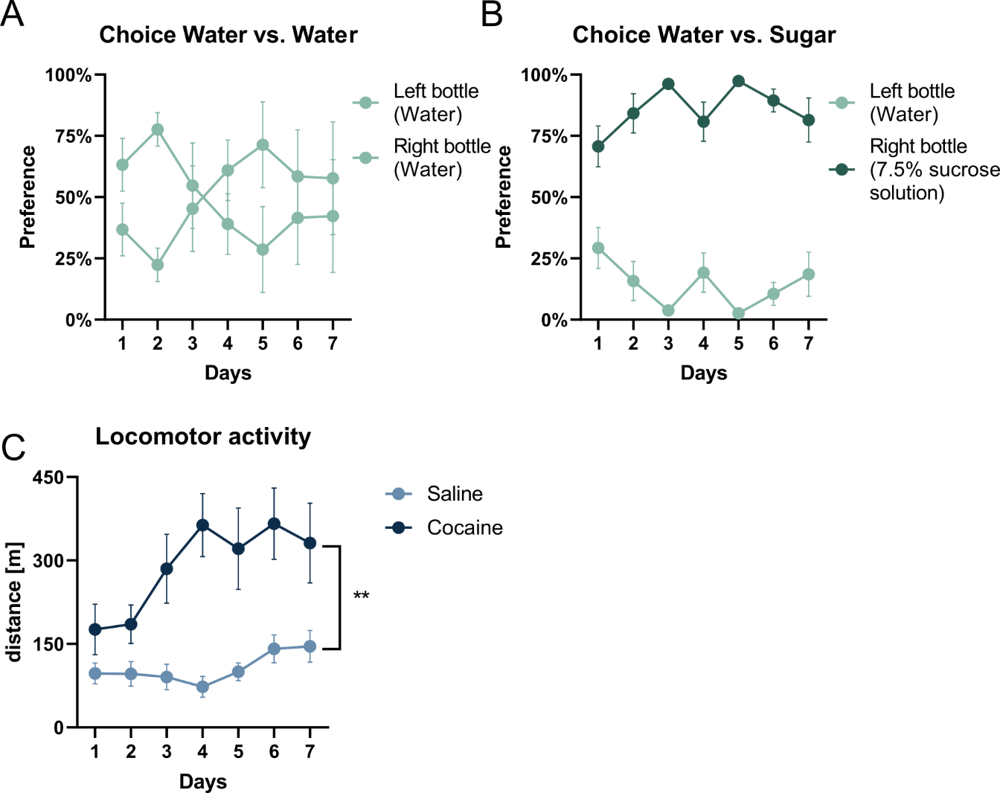 A
Choice Water vs. Water
100%
75%
50%
25%
0%
Preference
1 2 3 4 5 6 7
Days
Left bottle
(Water)
Right bottle
(Water)
B
Choice Water vs. Sugar
100%
75%
50%
25%
0%
Preference
1 2 3 4 5 6 7
Days
Left bottle
(Water)
Right bottle
(7.5% sucrose
solution)
C
Locomotor activity
450
300
150
0
distance [m]
1 2 3 4 5 6 7
Days
Saline
Cocaine
**